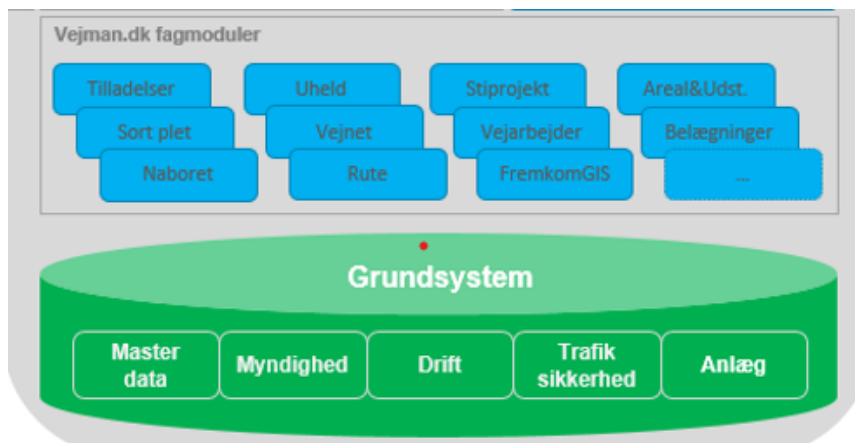 Vejman.dk fagmoduler
Tilladelser
Uheld
Stiprojekt
Areal&Udst.
Sort plet
Vejnet
Vejarbejder
Belægninger
Naboret
Rute
FremkomGIS
...
Grundsystem
Master
data
Myndighed
Drift
Trafik
sikkerhed
Anlæg